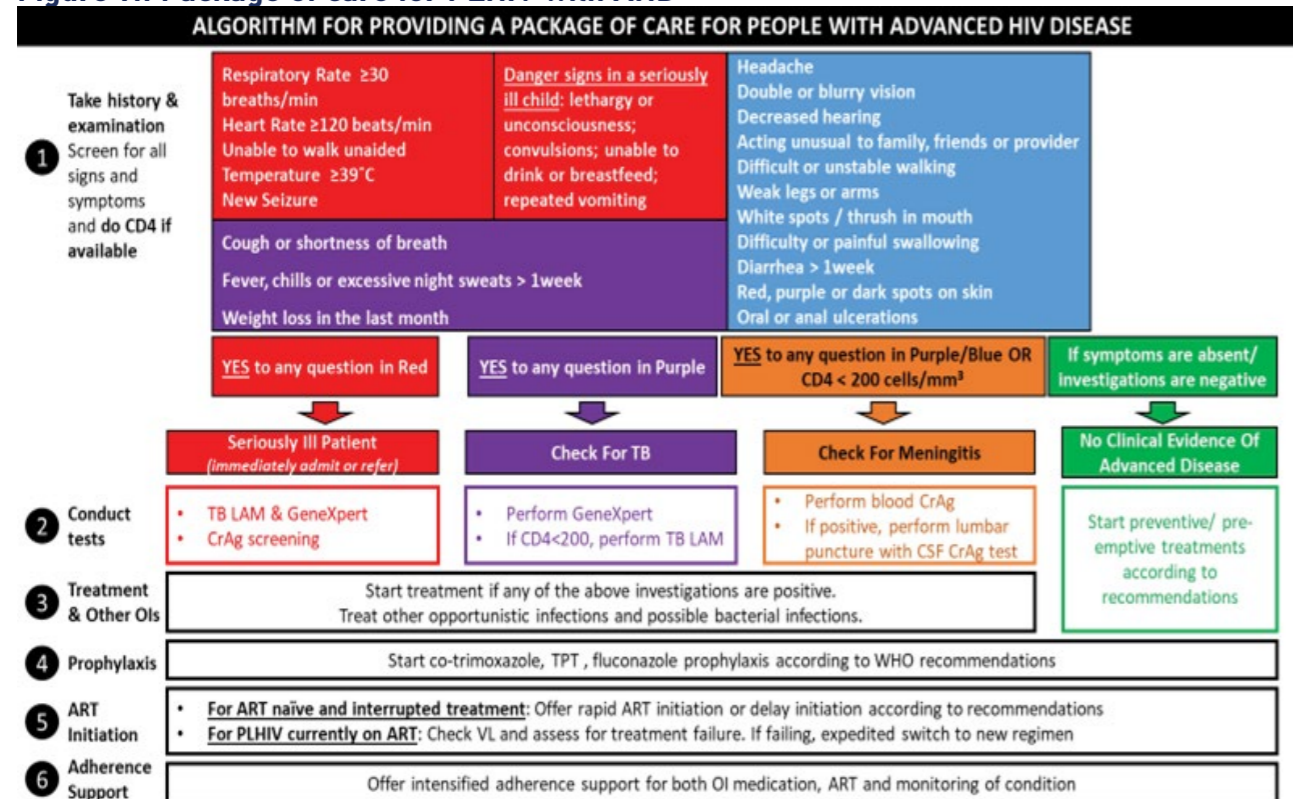 ALGORITHM FOR PROVIDING A PACKAGE OF CARE FOR PEOPLE WITH ADVANCED HIV DISEASE
1
Take history &
examination
Screen for all
signs and
symptoms
and do CD4 if
available
Respiratory Rate ≥30
breaths/min
Heart Rate ≥120 beats/min
Unable to walk unaided
Temperature ≥39˚C
New Seizure
Danger signs in a seriously
ill child: lethargy or
unconsciousness;
convulsions; unable to
drink or breastfeed;
repeated vomiting
Cough or shortness of breath
Fever, chills or excessive night sweats > 1week
Weight loss in the last month
Headache
Double or blurry vision
Decreased hearing
Acting unusual to family, friends or provider
Difficult or unstable walking
Weak legs or arms
White spots / thrush in mouth
Difficulty or painful swallowing
Diarrhea > 1week
Red, purple or dark spots on skin
Oral or anal ulcerations
YES to any question in Red
YES to any question in Purple
YES to any question in Purple/Blue OR
CD4 < 200 cells/mm³
If symptoms are absent/
investigations are negative
Seriously Ill Patient
(immediately admit or refer)
Check For TB
Check For Meningitis
No Clinical Evidence Of
Advanced Disease
2
Conduct
tests
• TB LAM & GeneXpert
• CrAg screening
• Perform GeneXpert
• If CD4<200, perform TB LAM
• Perform blood CrAg
• If positive, perform lumbar
puncture with CSF CrAg test
Start preventive/ pre-
emptive treatments
according to
recommendations
3
Treatment
& Other OIs
Start treatment if any of the above investigations are positive.
Treat other opportunistic infections and possible bacterial infections.
4
Prophylaxis
Start co-trimoxazole, TPT , fluconazole prophylaxis according to WHO recommendations
5
ART
Initiation
• For ART naïve and interrupted treatment: Offer rapid ART initiation or delay initiation according to recommendations
• For PLHIV currently on ART: Check VL and assess for treatment failure. If failing, expedited switch to new regimen
6
Adherence
Support
Offer intensified adherence support for both OI medication, ART and monitoring of condition